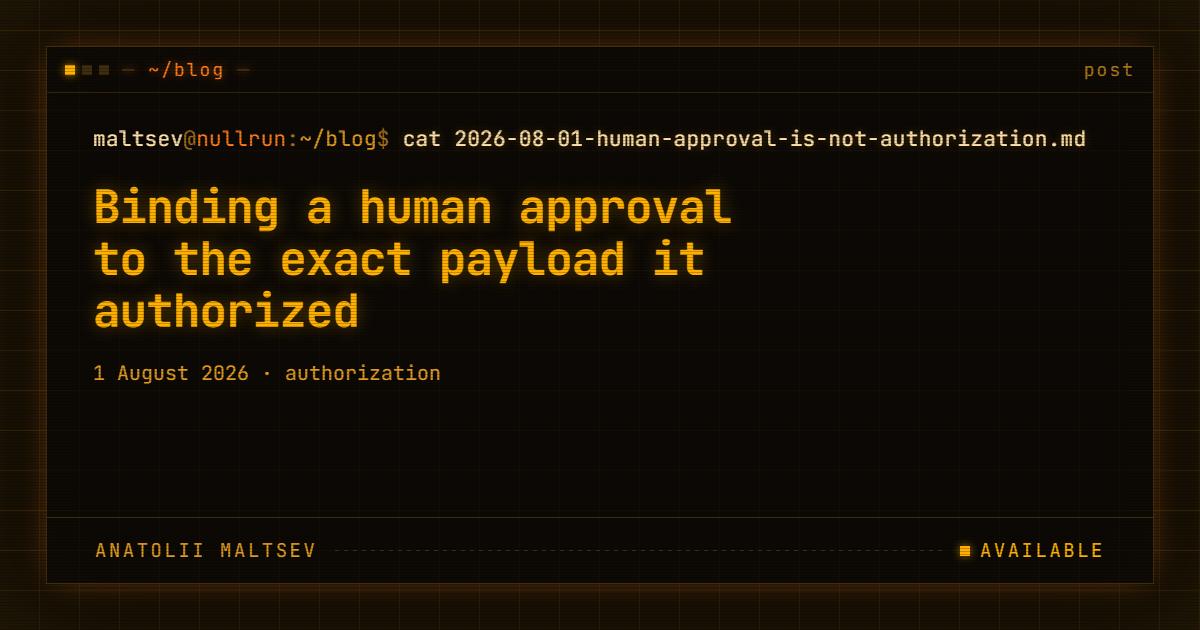 — ~/blog — post
maltsev@nullrun:~/blog$ cat 2026-08-01-human-approval-is-not-authorization.md
Binding a human approval
to the exact payload it
authorized
1 August 2026 · authorization
ANATOLII MALTSEV AVAILABLE